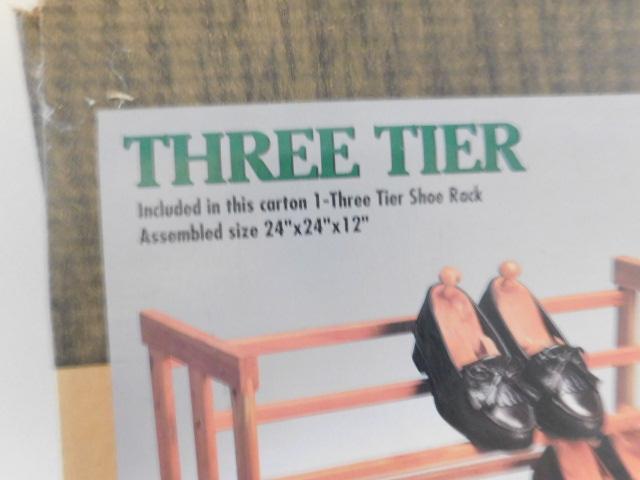 THREE TIER
Included in this carton 1-Three Tier Shoe Rack
Assembled size 24"x24"x12"